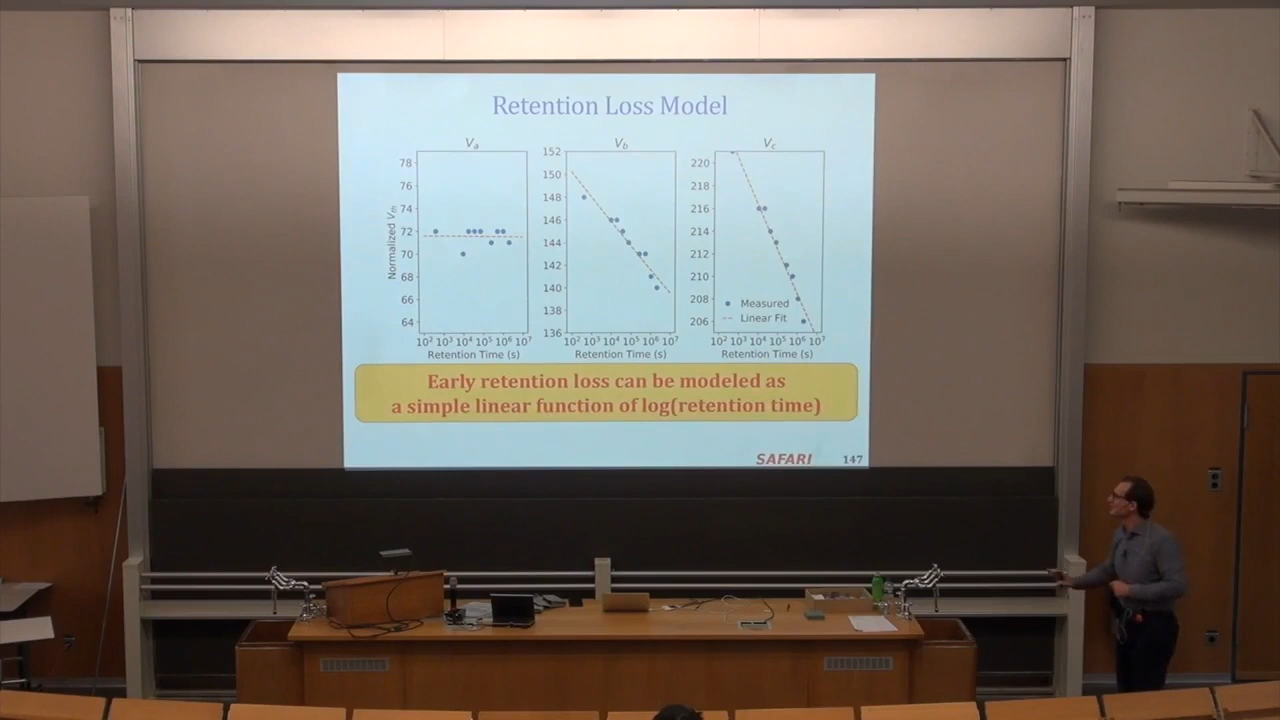 Retention Loss Model
Va
Vb
Vc
Normalized Vth
78
76
74
72
70
68
66
64
152
150
148
146
144
142
140
138
136
220
218
216
214
212
210
208
206
Measured
Linear Fit
10² 10³ 10⁴ 10⁵ 10⁶ 10⁷
10² 10³ 10⁴ 10⁵ 10⁶ 10⁷
10² 10³ 10⁴ 10⁵ 10⁶ 10⁷
Retention Time (s)
Retention Time (s)
Retention Time (s)
Early retention loss can be modeled as
a simple linear function of log(retention time)
SAFARI 147